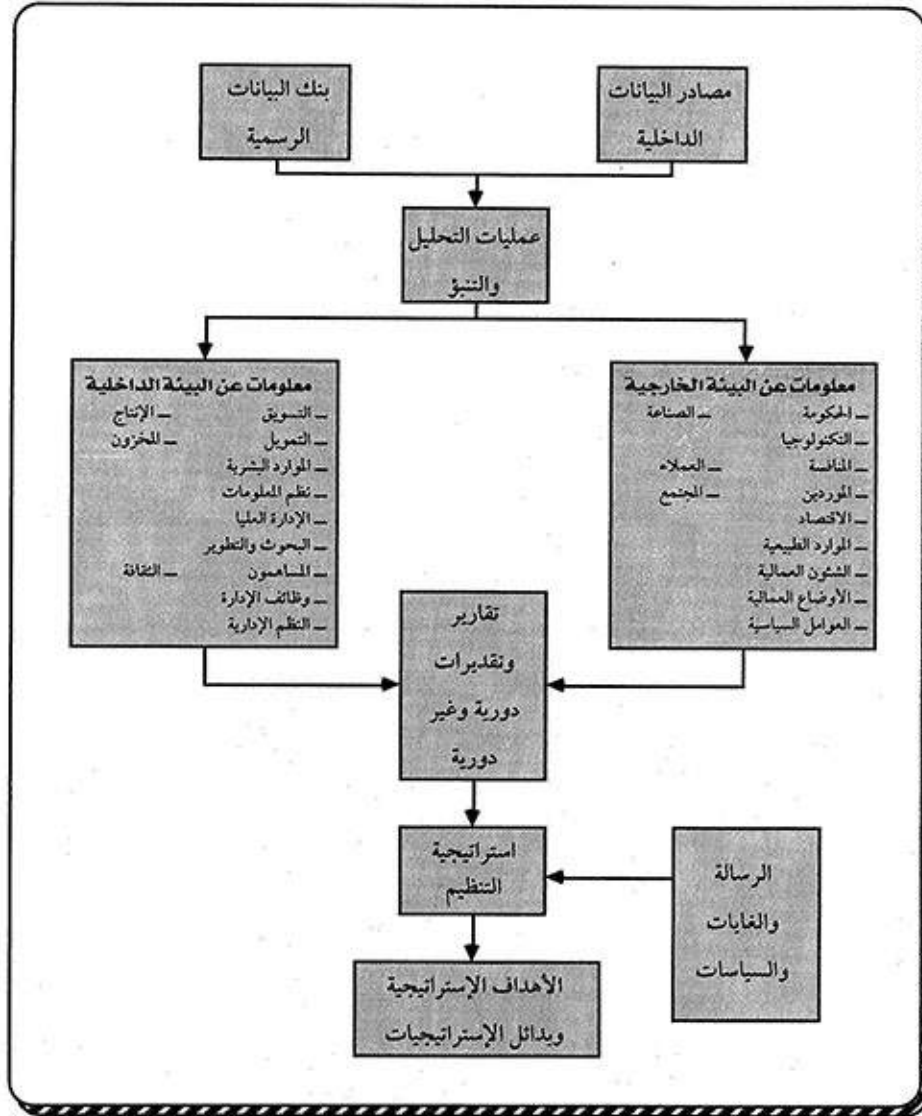 مصادر البيانات
الداخلية
بنك البيانات
الرسمية
عمليات التحليل
والتنبؤ
معلومات عن البيئة الخارجية
ـ الحكومة ـ الصناعة
ـ التكنولوجيا
ـ المنافسة ـ العملاء
ـ الموردين ـ المجتمع
ـ الاقتصاد
ـ الموارد الطبيعية
ـ الشئون العمالية
ـ الأوضاع العمالية
ـ العوامل السياسية
معلومات عن البيئة الداخلية
ـ التسويق ـ الإنتاج
ـ التمويل ـ المخزون
ـ الموارد البشرية
ـ نظم المعلومات
ـ الإدارة العليا
ـ البحوث والتطوير
ـ المساهمون ـ الثقافة
ـ وظائف الإدارة
ـ النظم الإدارية
تقارير
وتقديرات
دورية وغير
دورية
استراتيجية
التنظيم
الرسالة
والغايات
والسياسات
الأهداف الإستراتيجية
وبدائل الإستراتيجيات